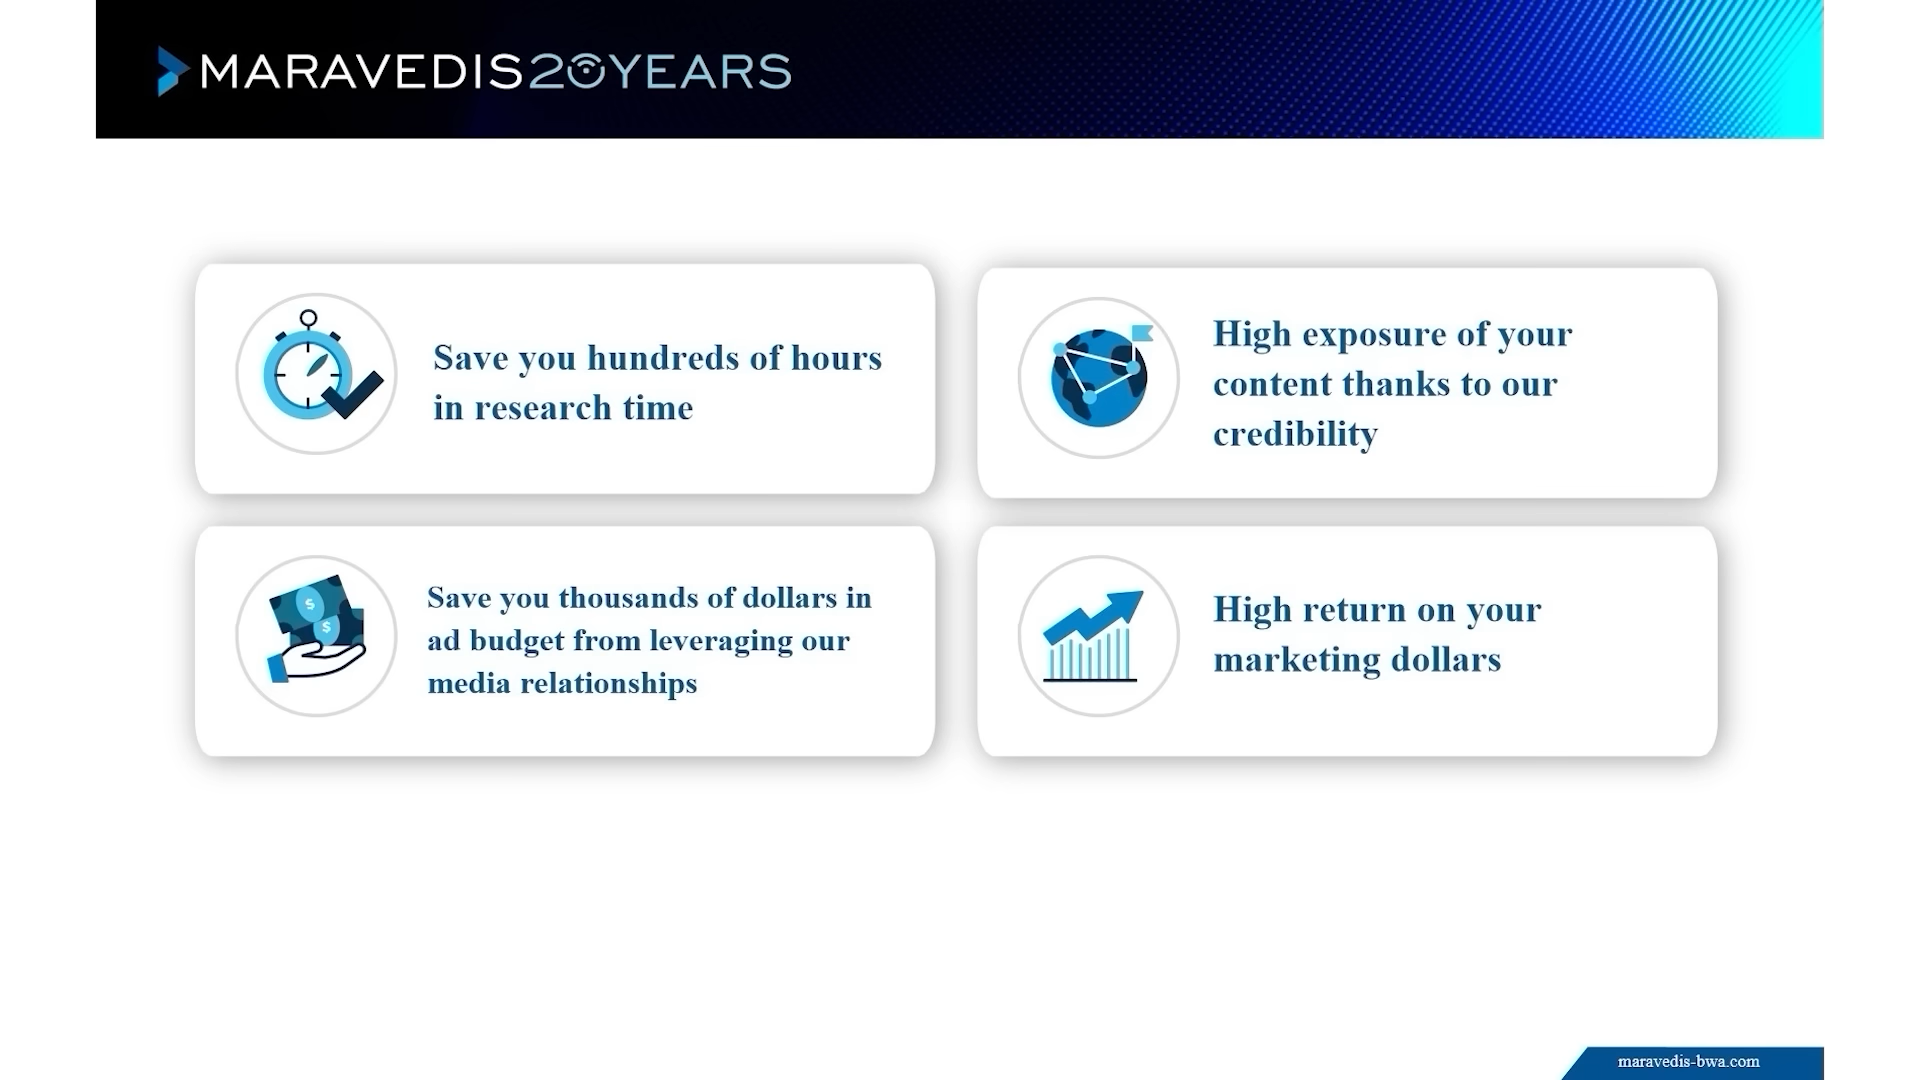 MARAVEDIS20YEARS
Save you hundreds of hours
in research time
High exposure of your
content thanks to our
credibility
$
$
Save you thousands of dollars in
ad budget from leveraging our
media relationships
High return on your
marketing dollars
maravedis-bwa.com